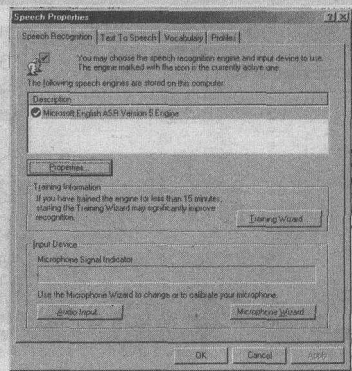 Speech Properties
Speech Recognition Text To Speech Vocabulary Profiles
You may choose the speech recognition engine and input device to use.
The engine marked with the icon is the currently active one.
The following speech engines are stored on this computer:
Description
Microsoft English ASR Version 5 Engine
Properties...
Training Information
If you have trained the engine for less than 15 minutes,
starting the Training Wizard may significantly improve
recognition.
Training Wizard
Input Device
Microphone Signal Indicator
Use the Microphone Wizard to change or to calibrate your microphone.
Audio Input
Microphone Wizard
OK Cancel Apply